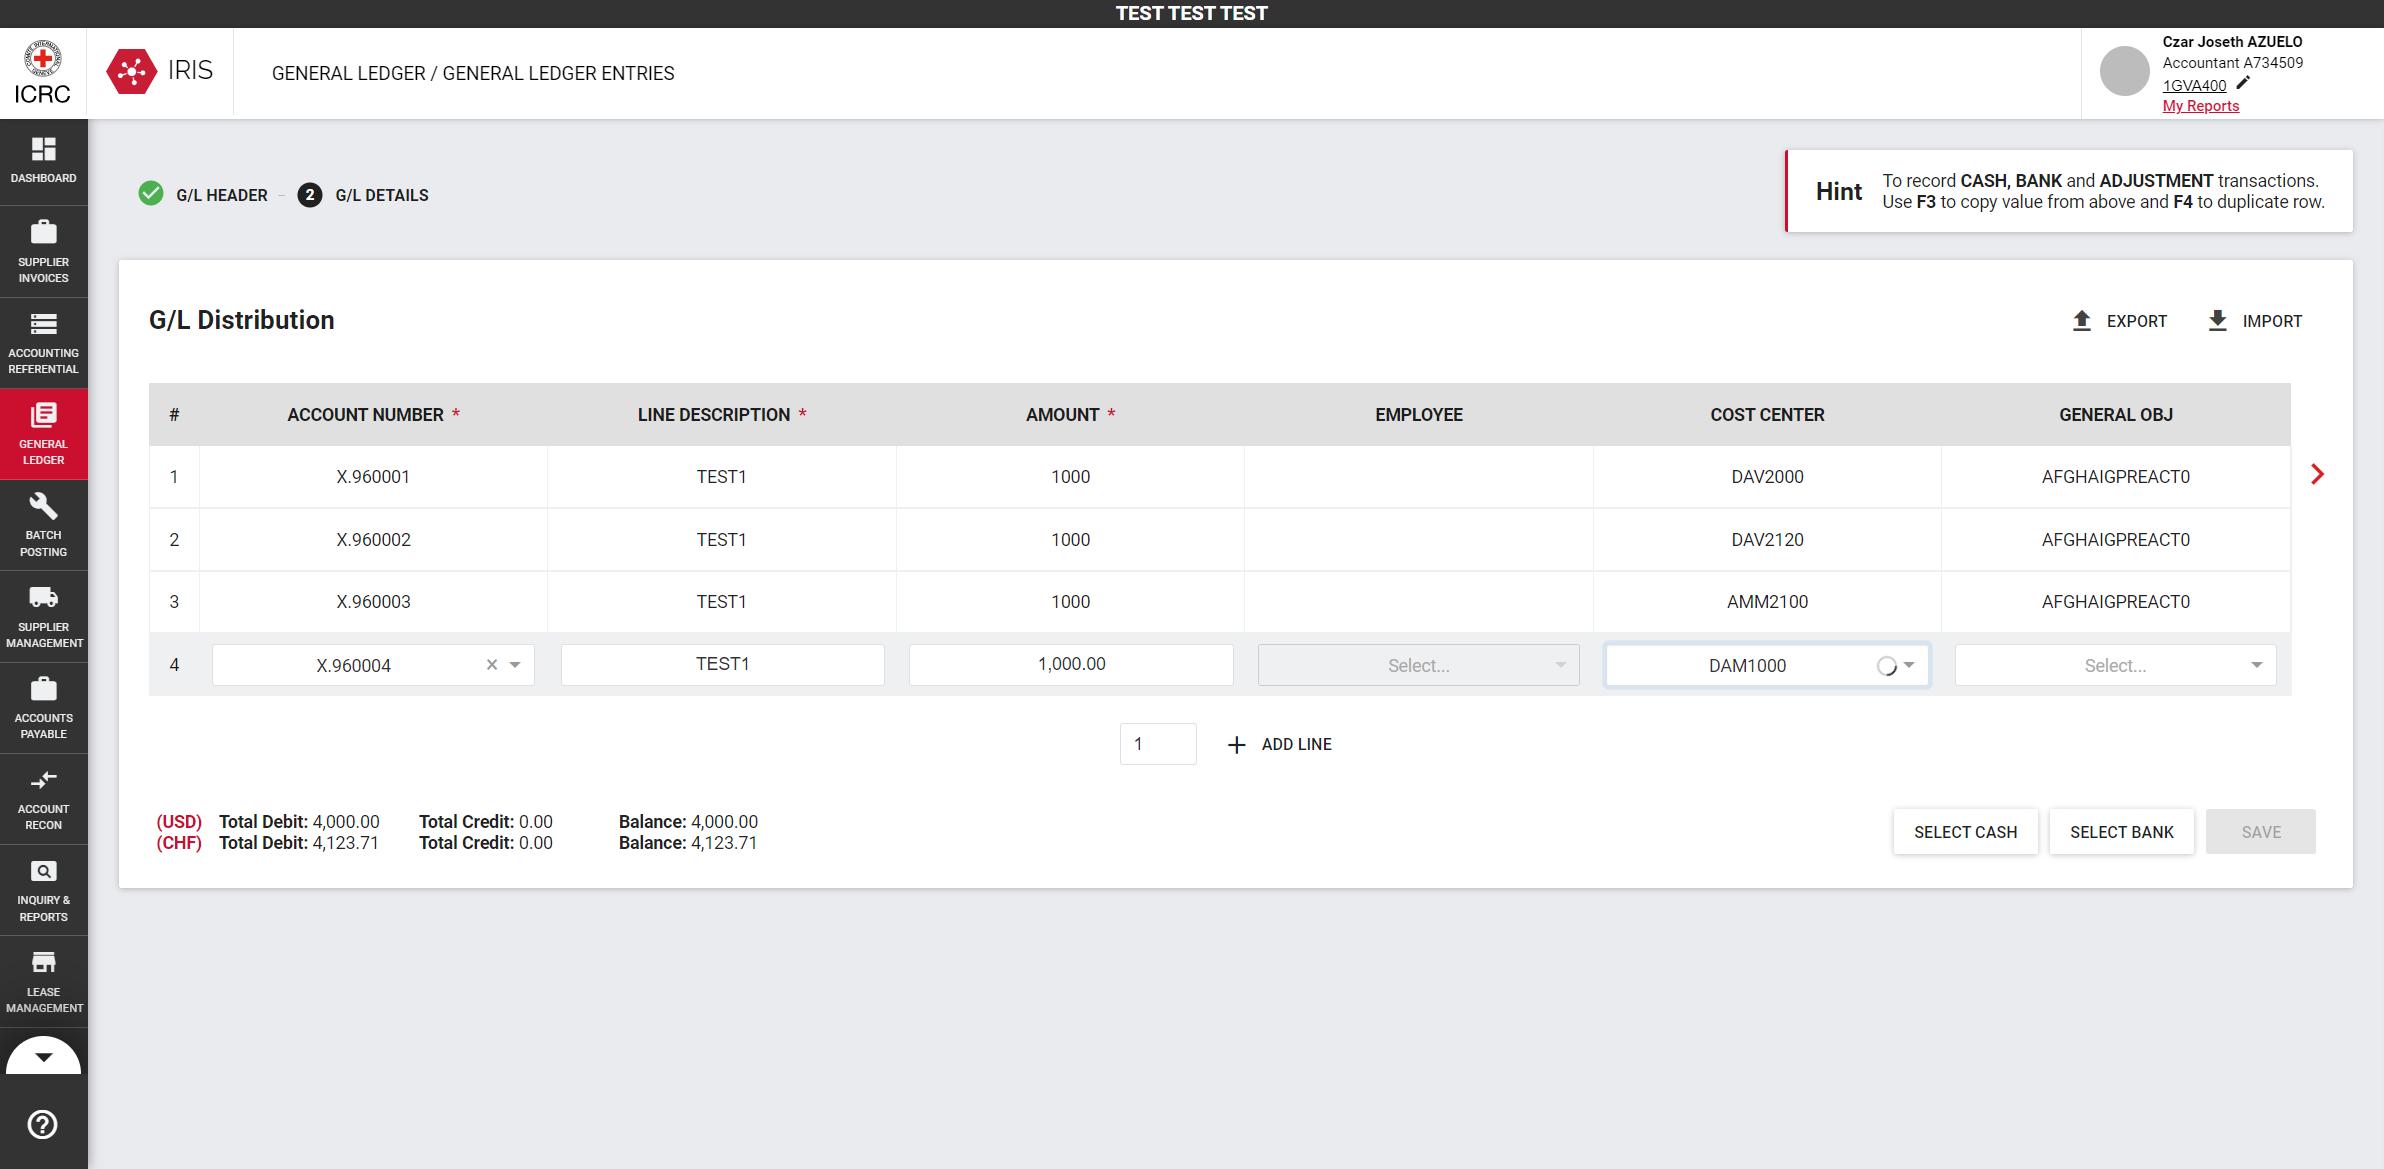 TEST TEST TEST
ICRC
IRIS
GENERAL LEDGER / GENERAL LEDGER ENTRIES
Czar Joseth AZUELO
Accountant A734509
1GVA400
My Reports
DASHBOARD
SUPPLIER
INVOICES
ACCOUNTING
REFERENTIAL
GENERAL
LEDGER
BATCH
POSTING
SUPPLIER
MANAGEMENT
ACCOUNTS
PAYABLE
ACCOUNT
RECON
INQUIRY &
REPORTS
LEASE
MANAGEMENT
G/L HEADER – 2 G/L DETAILS
Hint
To record CASH, BANK and ADJUSTMENT transactions.
Use F3 to copy value from above and F4 to duplicate row.
G/L Distribution
EXPORT IMPORT
# ACCOUNT NUMBER * LINE DESCRIPTION * AMOUNT * EMPLOYEE COST CENTER GENERAL OBJ
1 X.960001 TEST1 1000 DAV2000 AFGHAIGPREACT0
2 X.960002 TEST1 1000 DAV2120 AFGHAIGPREACT0
3 X.960003 TEST1 1000 AMM2100 AFGHAIGPREACT0
4 X.960004 TEST1 1,000.00 Select... DAM1000 Select...
1 ADD LINE
(USD) Total Debit: 4,000.00 Total Credit: 0.00 Balance: 4,000.00
(CHF) Total Debit: 4,123.71 Total Credit: 0.00 Balance: 4,123.71
SELECT CASH SELECT BANK SAVE